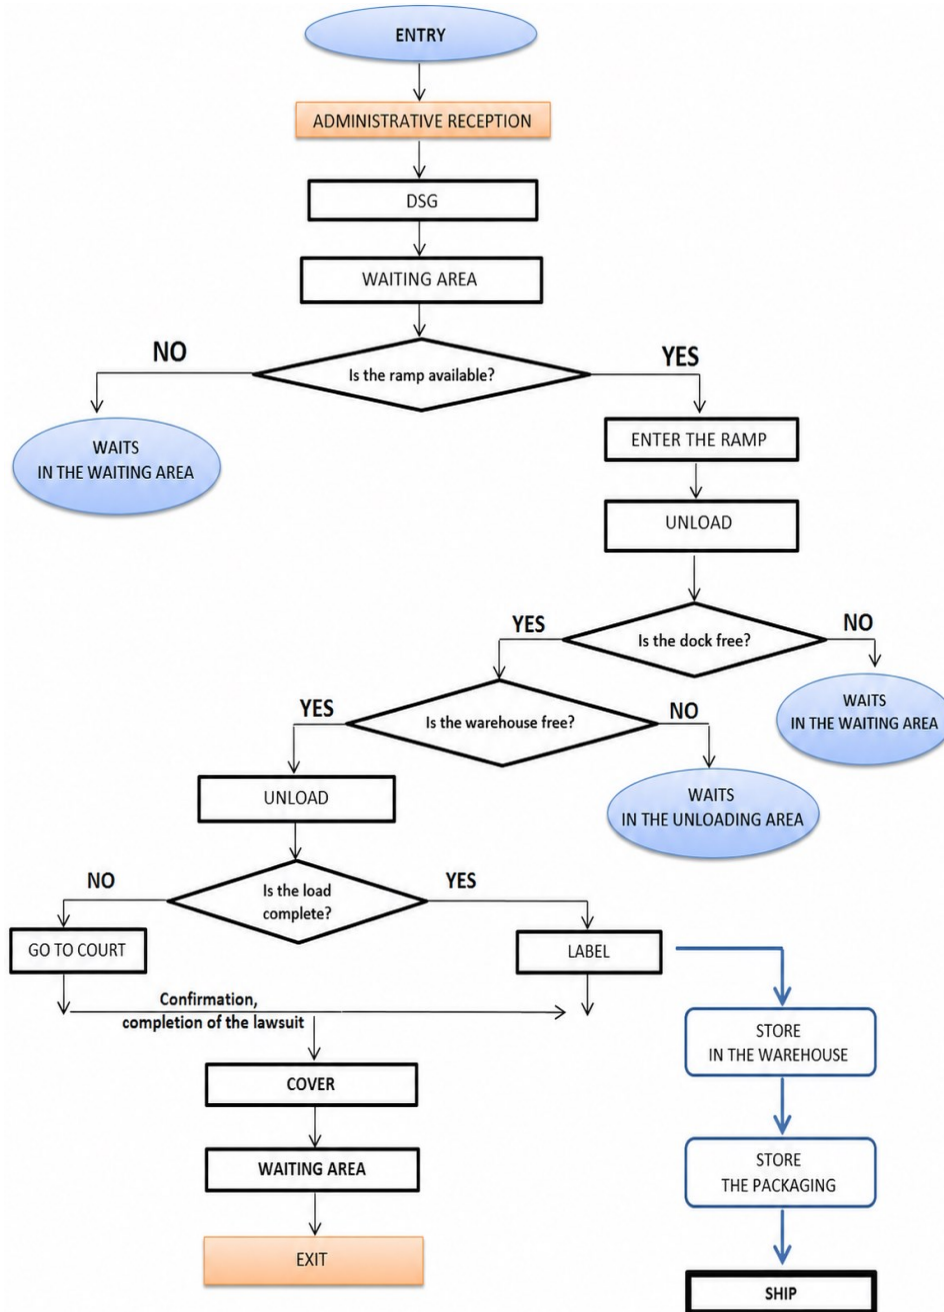 ENTRY
ADMINISTRATIVE RECEPTION
DSG
WAITING AREA
NO
YES
Is the ramp available?
WAITS
IN THE WAITING AREA
ENTER THE RAMP
UNLOAD
YES
NO
Is the dock free?
WAITS
IN THE WAITING AREA
YES
NO
Is the warehouse free?
UNLOAD
WAITS
IN THE UNLOADING AREA
NO
YES
Is the load
complete?
GO TO COURT
LABEL
Confirmation,
completion of the lawsuit
STORE
IN THE WAREHOUSE
COVER
WAITING AREA
STORE
THE PACKAGING
EXIT
SHIP